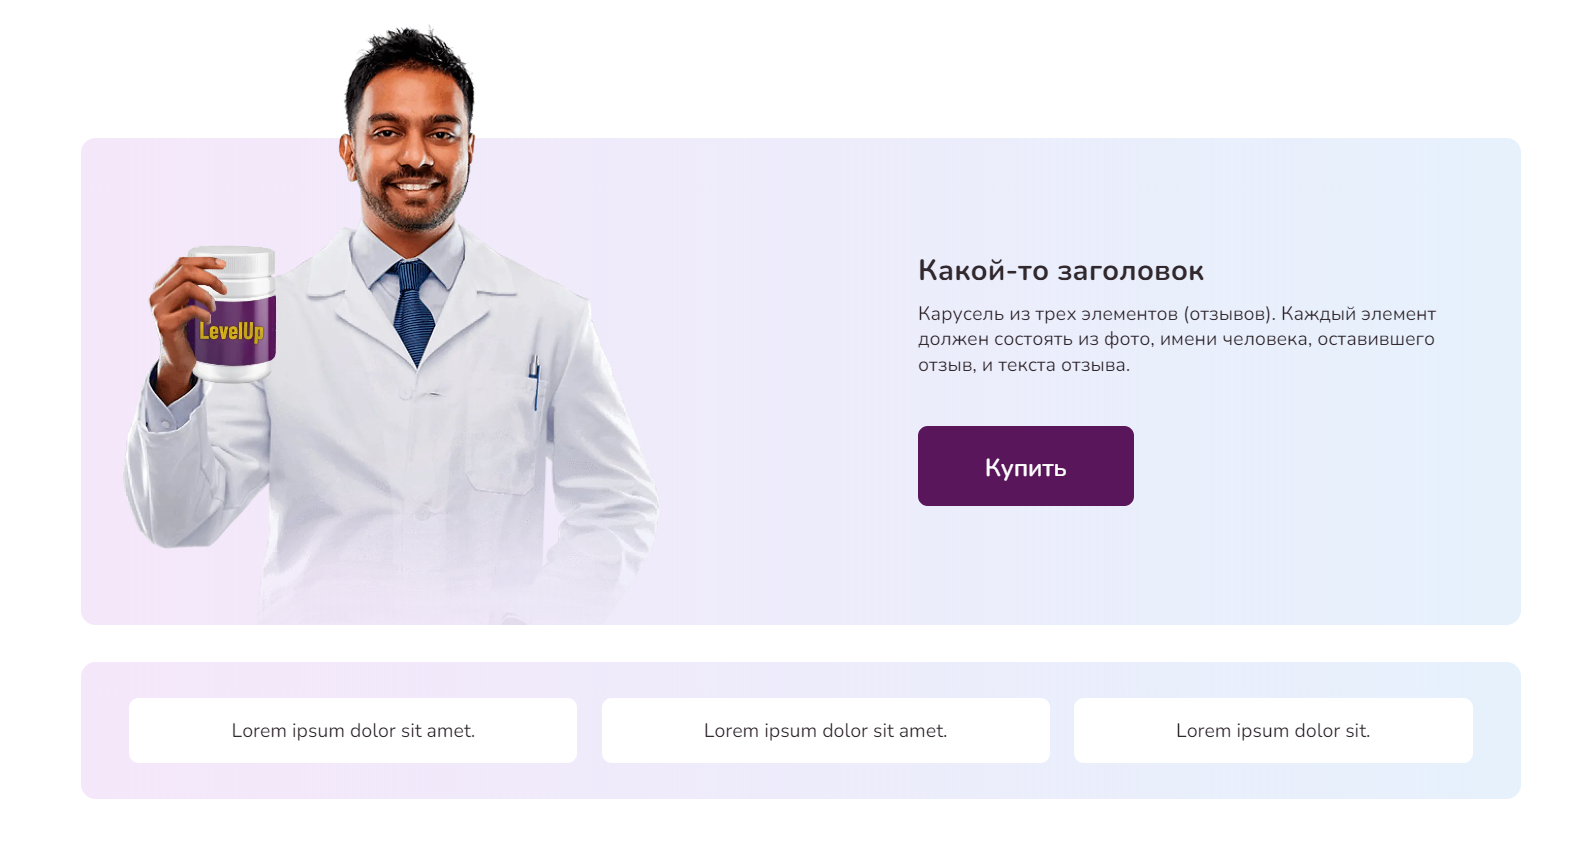 LevelUp
Какой-то заголовок
Карусель из трех элементов (отзывов). Каждый элемент
должен состоять из фото, имени человека, оставившего
отзыв, и текста отзыва.
Купить
Lorem ipsum dolor sit amet.
Lorem ipsum dolor sit amet.
Lorem ipsum dolor sit.